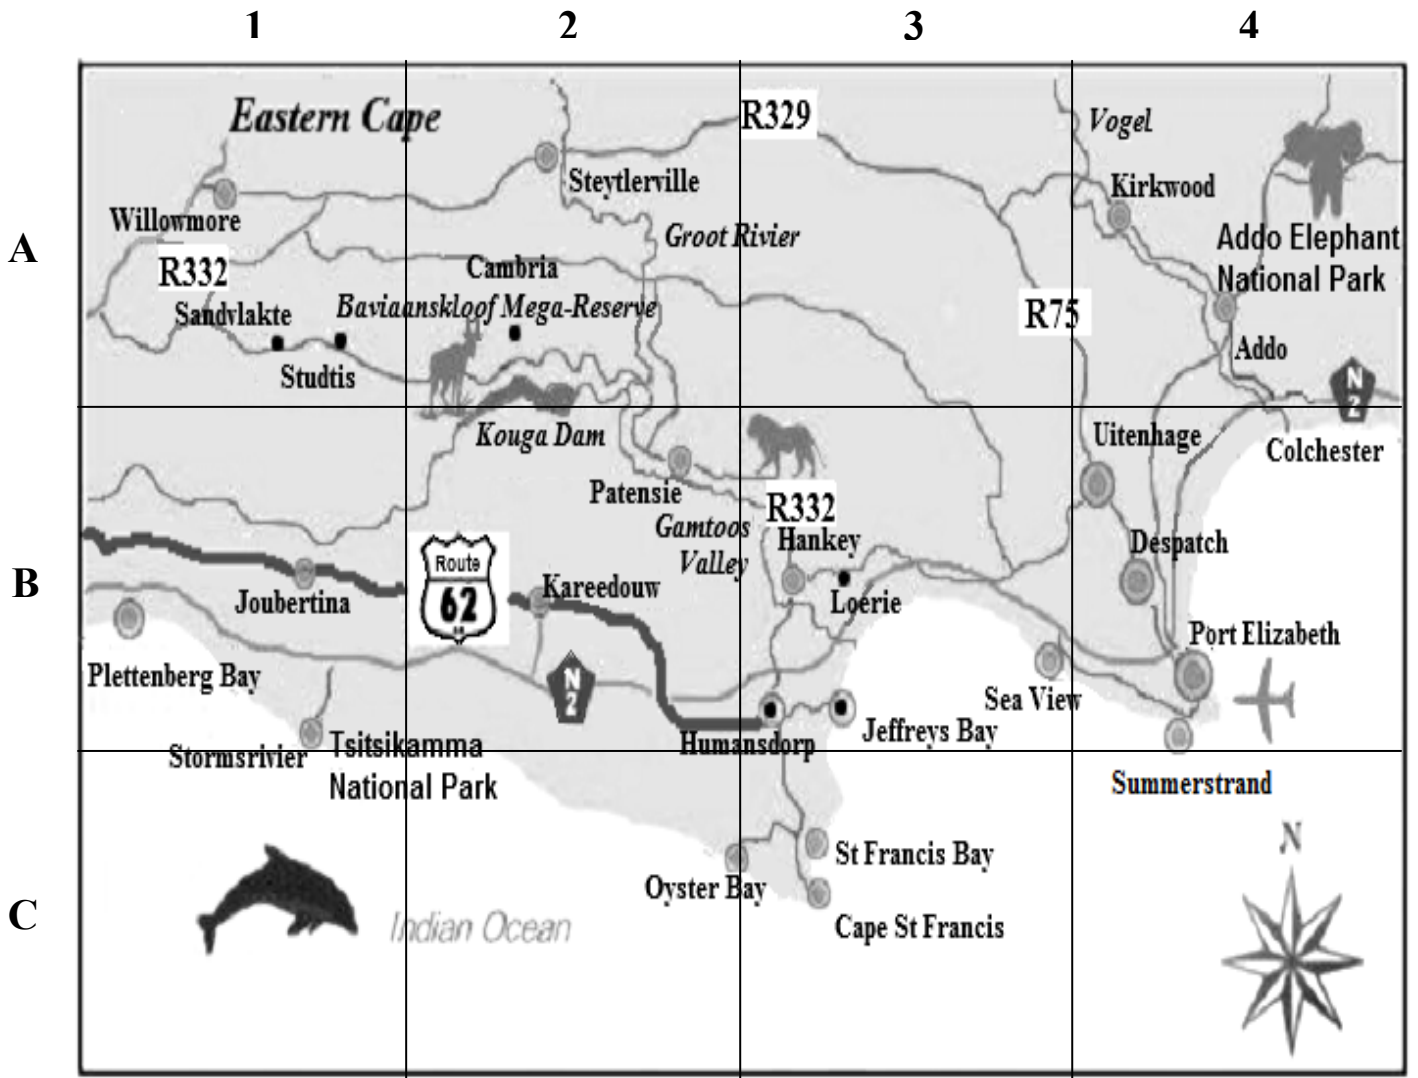 1 2 3 4
A
B
C
Eastern Cape
R329
Vogel
Steytlerville
Kirkwood
Willowmore
Groot Rivier
Addo Elephant
National Park
R332
Cambria
Baviaanskloof Mega-Reserve
Sandvlakte
R75
Addo
Studtis
N
2
Kouga Dam
Uitenhage
Colchester
Patensie
R332
Gamtoos
Valley
Hankey
Despatch
Route
62
Kareedouw
Joubertina
Loerie
Port Elizabeth
Plettenberg Bay
N
2
Sea View
Jeffreys Bay
Humansdorp
Stormsrivier
Tsitsikamma
National Park
Summerstrand
N
St Francis Bay
Oyster Bay
Cape St Francis
Indian Ocean